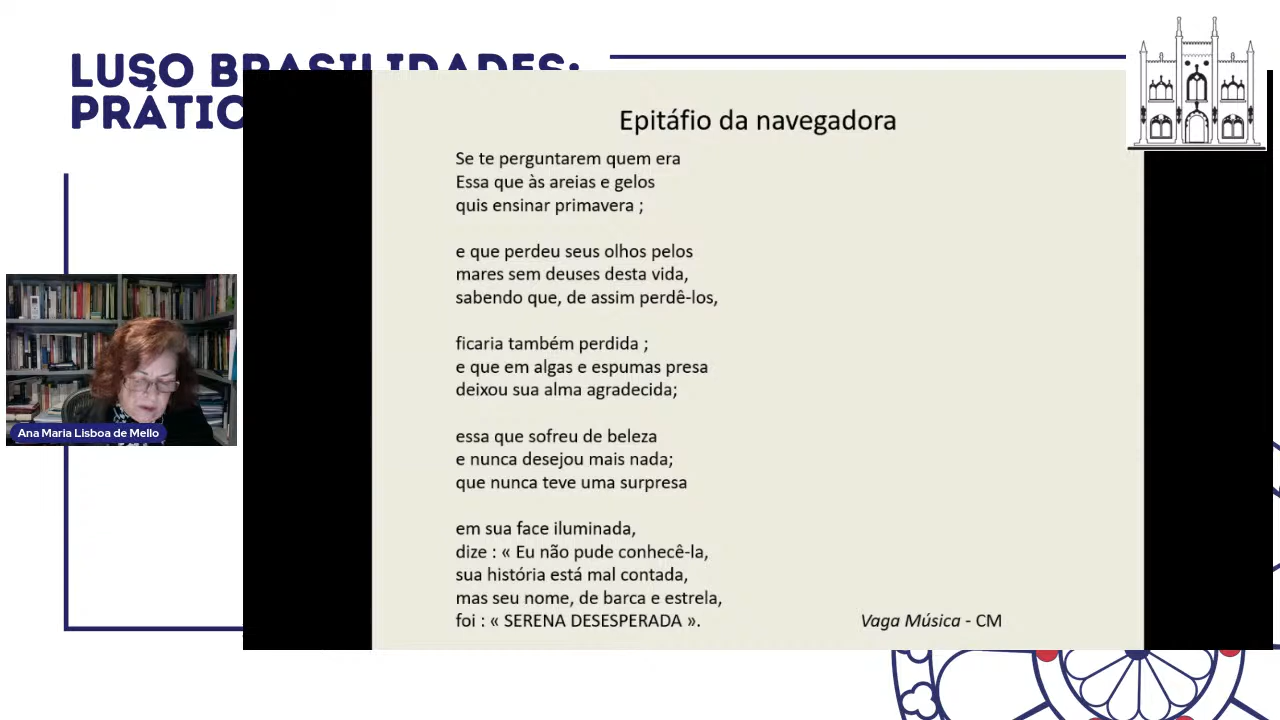 LUSO
PRÁTIC
Epitáfio da navegadora
Se te perguntarem quem era
Essa que às areias e gelos
quis ensinar primavera ;
e que perdeu seus olhos pelos
mares sem deuses desta vida,
sabendo que, de assim perdê-los,
ficaria também perdida ;
e que em algas e espumas presa
deixou sua alma agradecida;
essa que sofreu de beleza
e nunca desejou mais nada;
que nunca teve uma surpresa
em sua face iluminada,
dize : « Eu não pude conhecê-la,
sua história está mal contada,
mas seu nome, de barca e estrela,
foi : « SERENA DESESPERADA ».
Vaga Música - CM
Ana Maria Lisboa de Mello